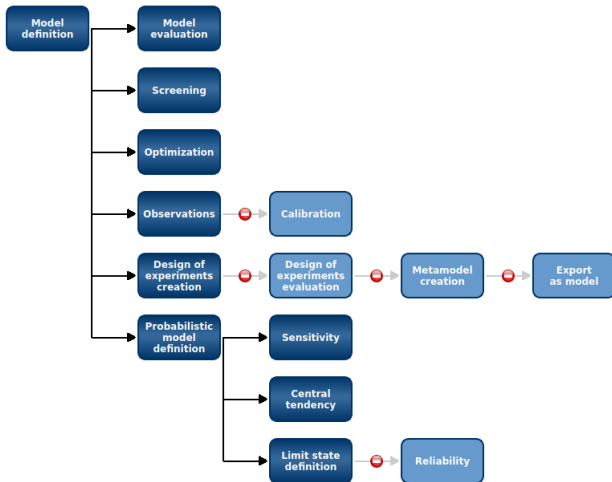 Model
definition
Model
evaluation
Screening
Optimization
Observations
Calibration
Design of
experiments
creation
Design of
experiments
evaluation
Metamodel
creation
Export
as model
Probabilistic
model
definition
Sensitivity
Central
tendency
Limit state
definition
Reliability